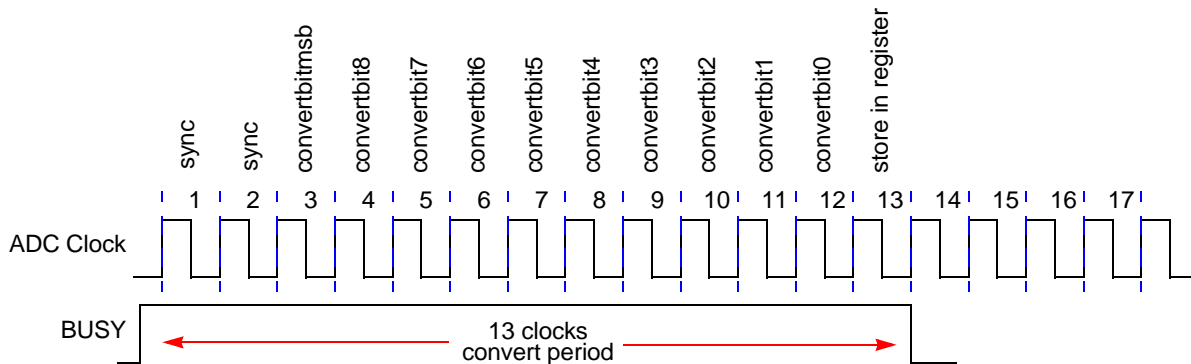 sync
sync
convertbitmsb
convertbit8
convertbit7
convertbit6
convertbit5
convertbit4
convertbit3
convertbit2
convertbit1
convertbit0
store in register
1 2 3 4 5 6 7 8 9 10 11 12 13 14 15 16 17
ADC Clock
BUSY
13 clocks
convert period